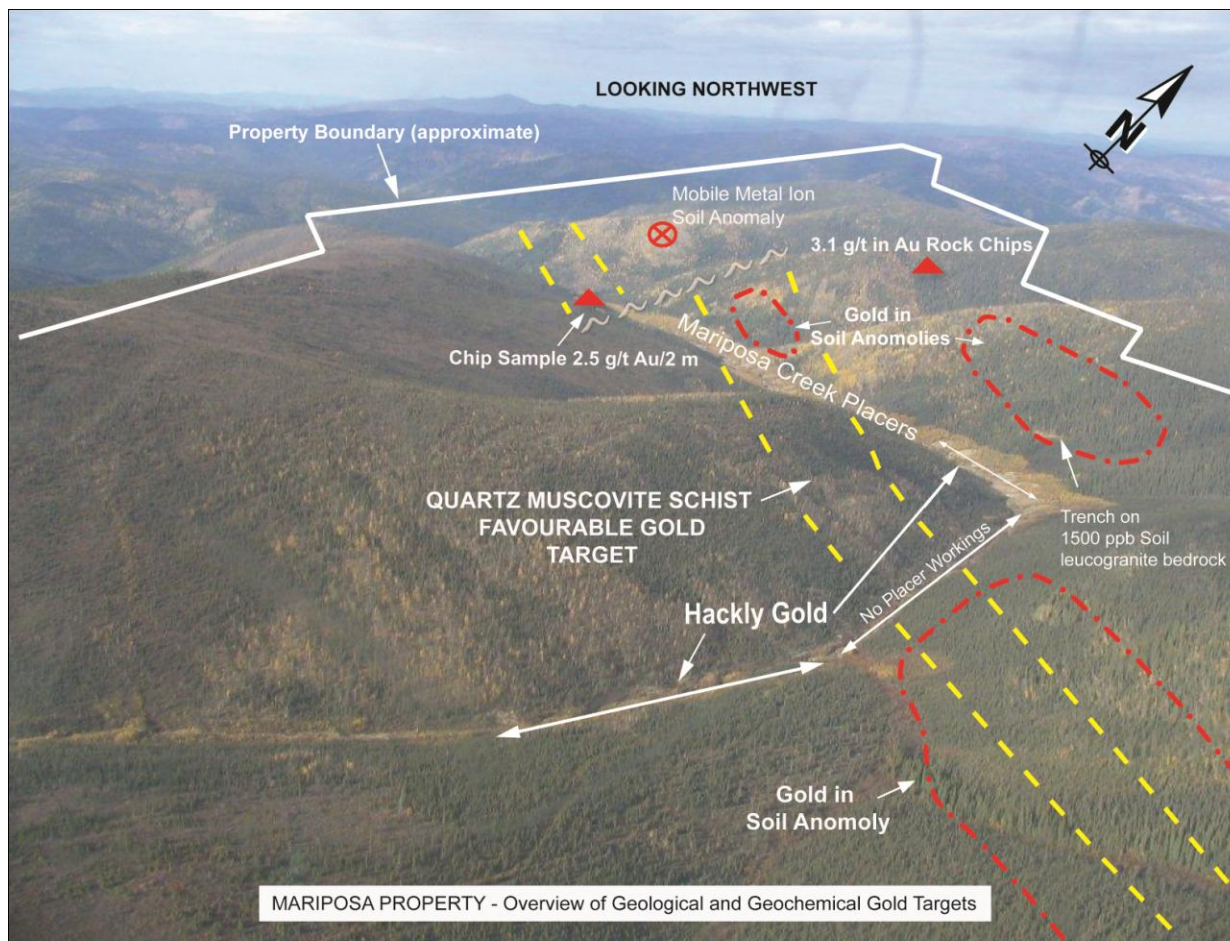 LOOKING NORTHWEST
N
Property Boundary (approximate)
Mobile Metal Ion
Soil Anomaly
3.1 g/t in Au Rock Chips
Gold in
Soil Anomolies
Chip Sample 2.5 g/t Au/2 m
Mariposa Creek Placers
QUARTZ MUSCOVITE SCHIST
FAVOURABLE GOLD
TARGET
Trench on
1500 ppb Soil
leucogranite bedrock
No Placer Workings
Hackly Gold
Gold in
Soil Anomoly
MARIPOSA PROPERTY - Overview of Geological and Geochemical Gold Targets